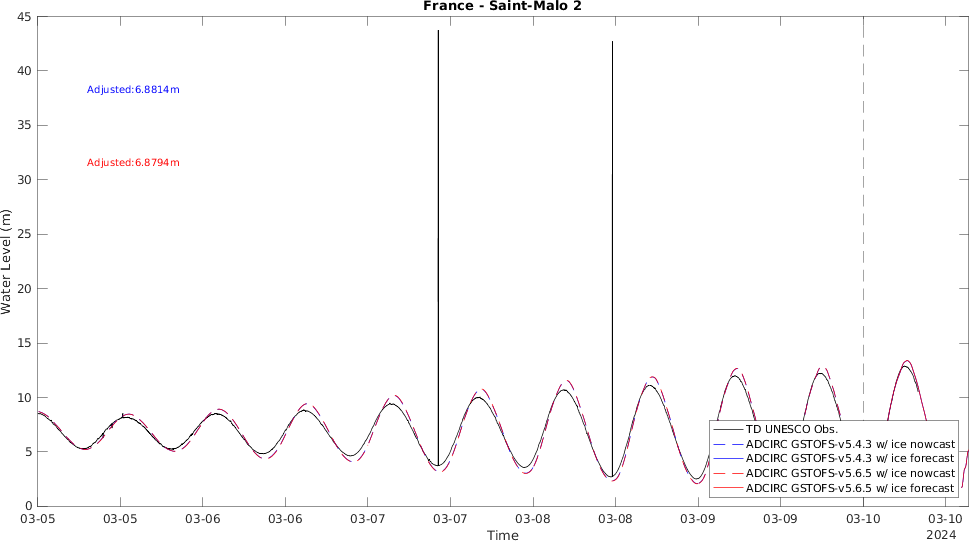 France - Saint-Malo 2
45
40
35
30
25
20
15
10
5
0
Water Level (m)
Adjusted:6.8814m
Adjusted:6.8794m
TD UNESCO Obs.
ADCIRC GSTOFS-v5.4.3 w/ ice nowcast
ADCIRC GSTOFS-v5.4.3 w/ ice forecast
ADCIRC GSTOFS-v5.6.5 w/ ice nowcast
ADCIRC GSTOFS-v5.6.5 w/ ice forecast
03-05 03-05 03-06 03-06 03-07 03-07 03-08 03-08 03-09 03-09 03-10 03-10
Time
2024